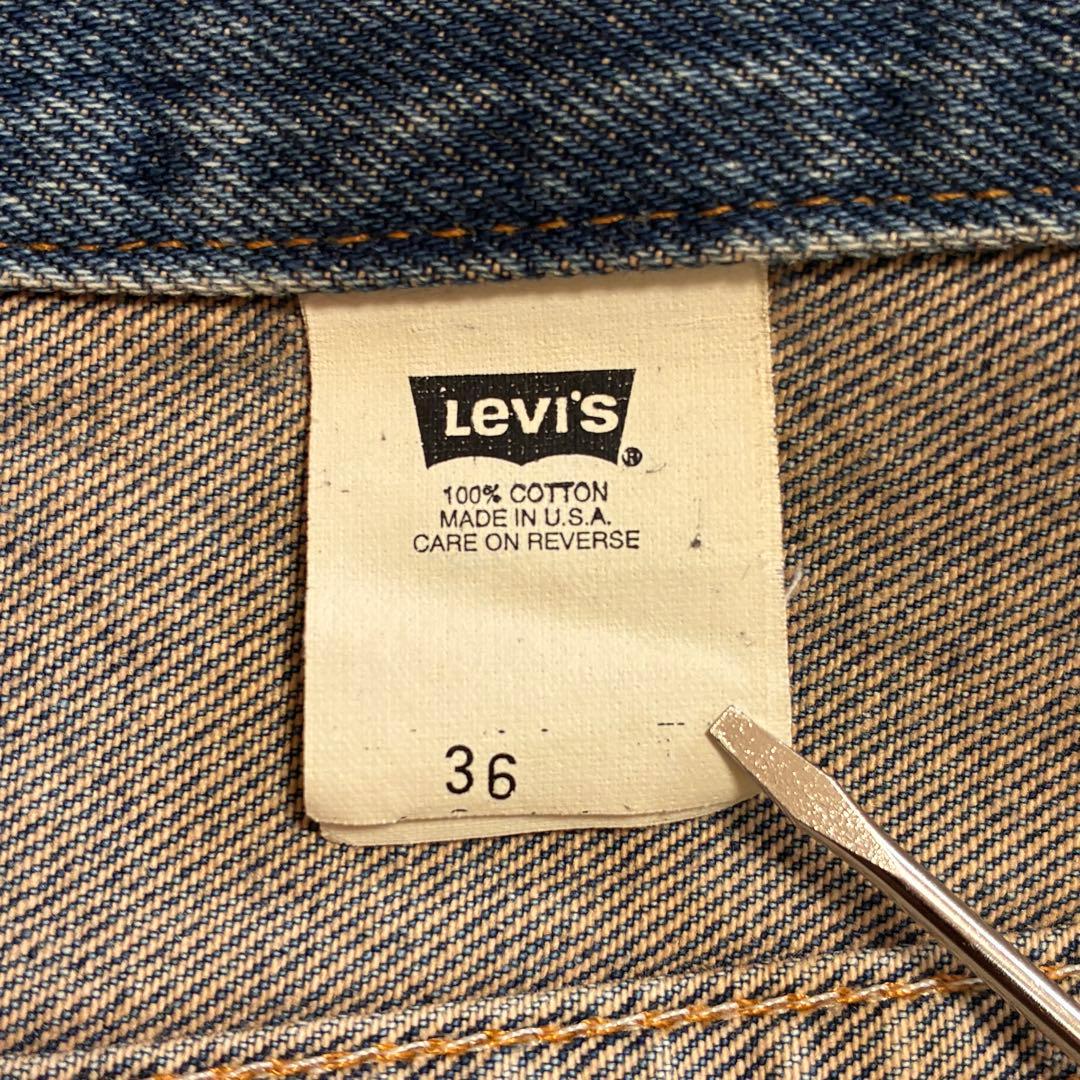 Levi's
®
100% COTTON
MADE IN U.S.A.
CARE ON REVERSE
36